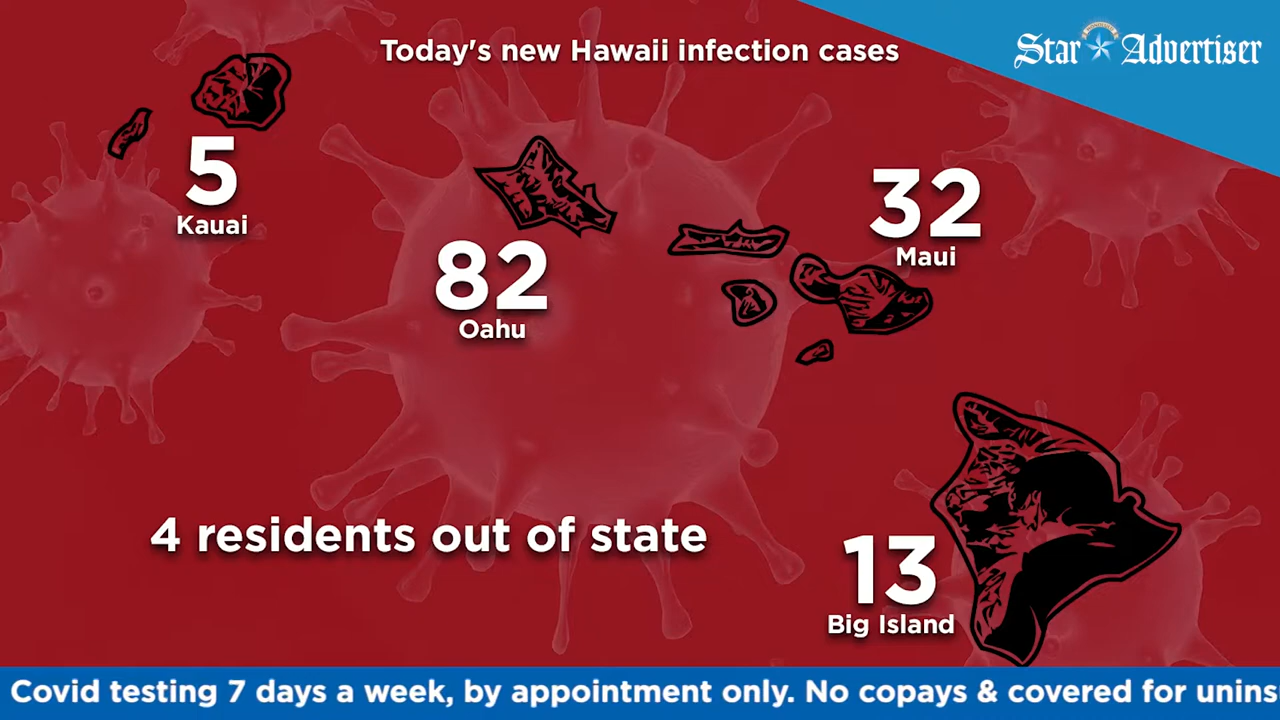 Today's new Hawaii infection cases
Star Advertiser
5
Kauai
82
Oahu
32
Maui
4 residents out of state
13
Big Island
Covid testing 7 days a week, by appointment only. No copays & covered for unins